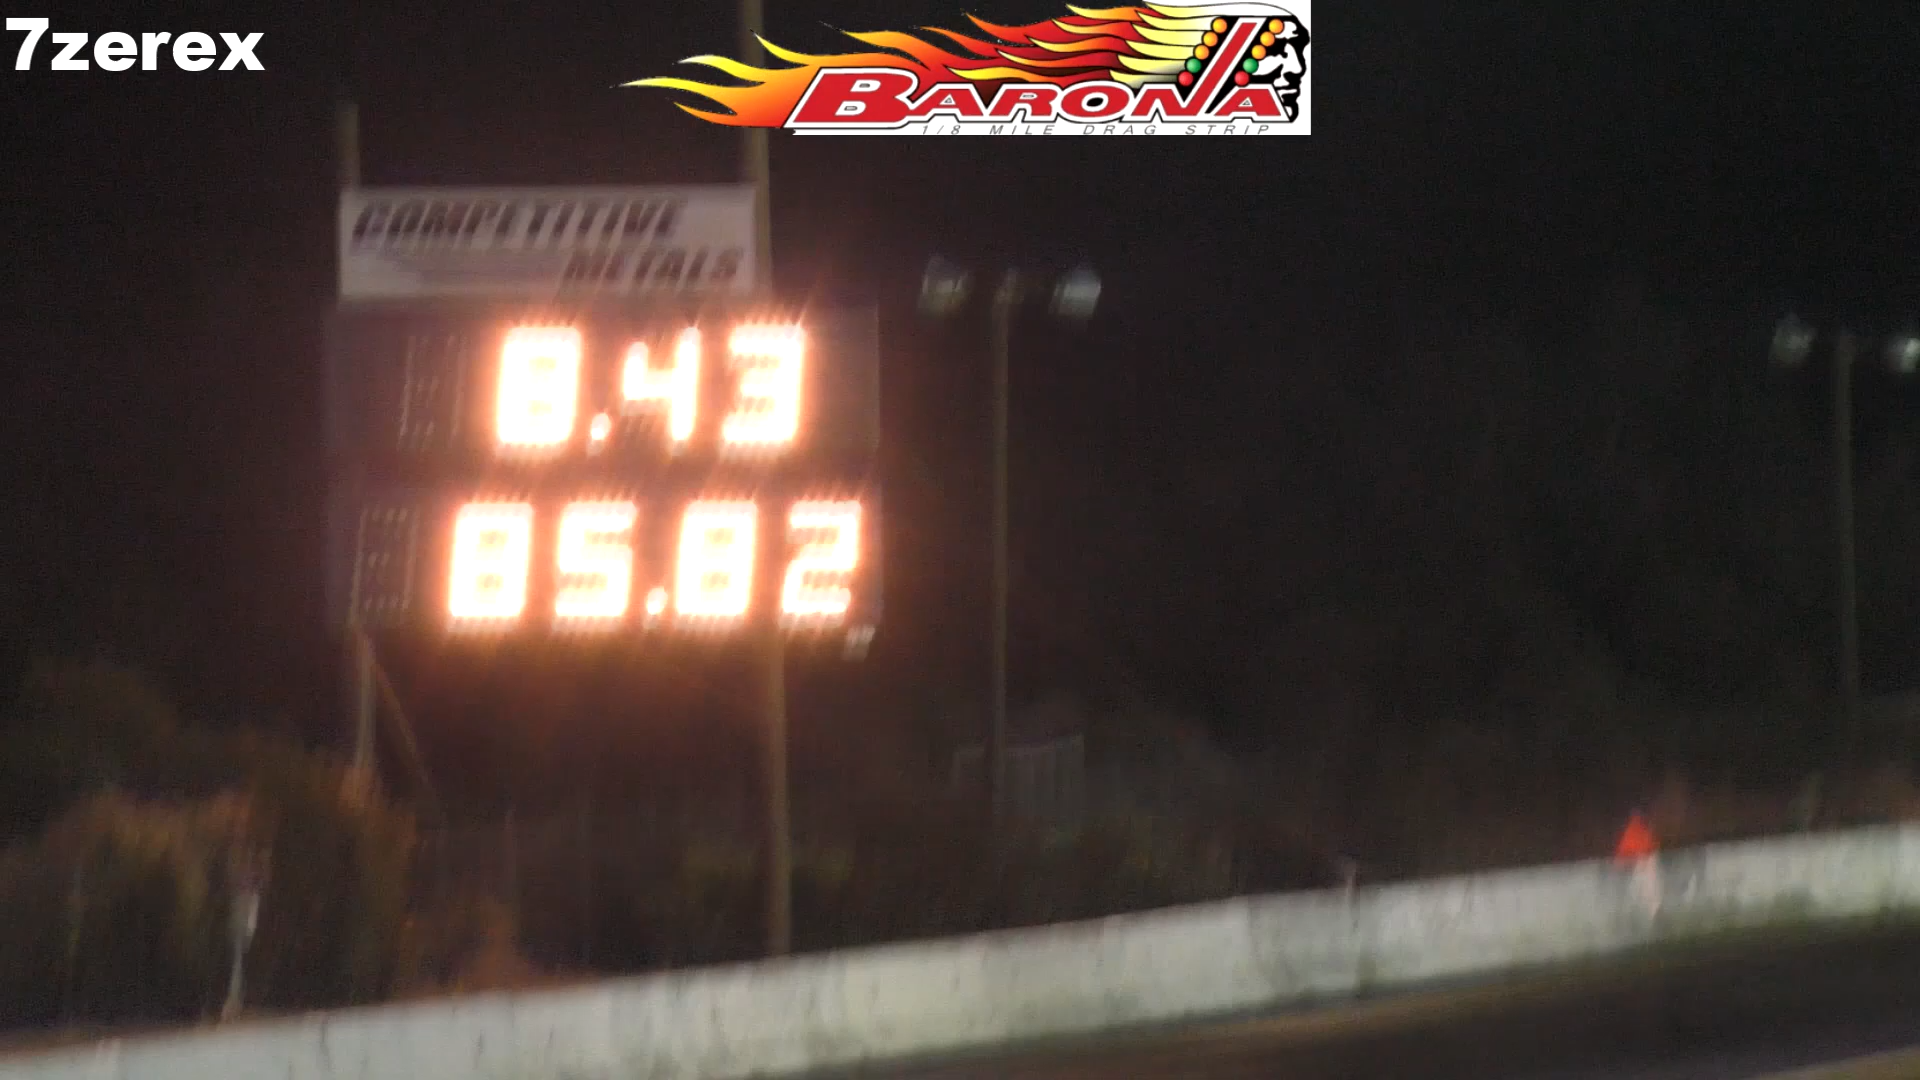 7zerex
BARONA
1/8 MILE DRAG STRIP
COMPETITIVE
METALS
8.43
85.82